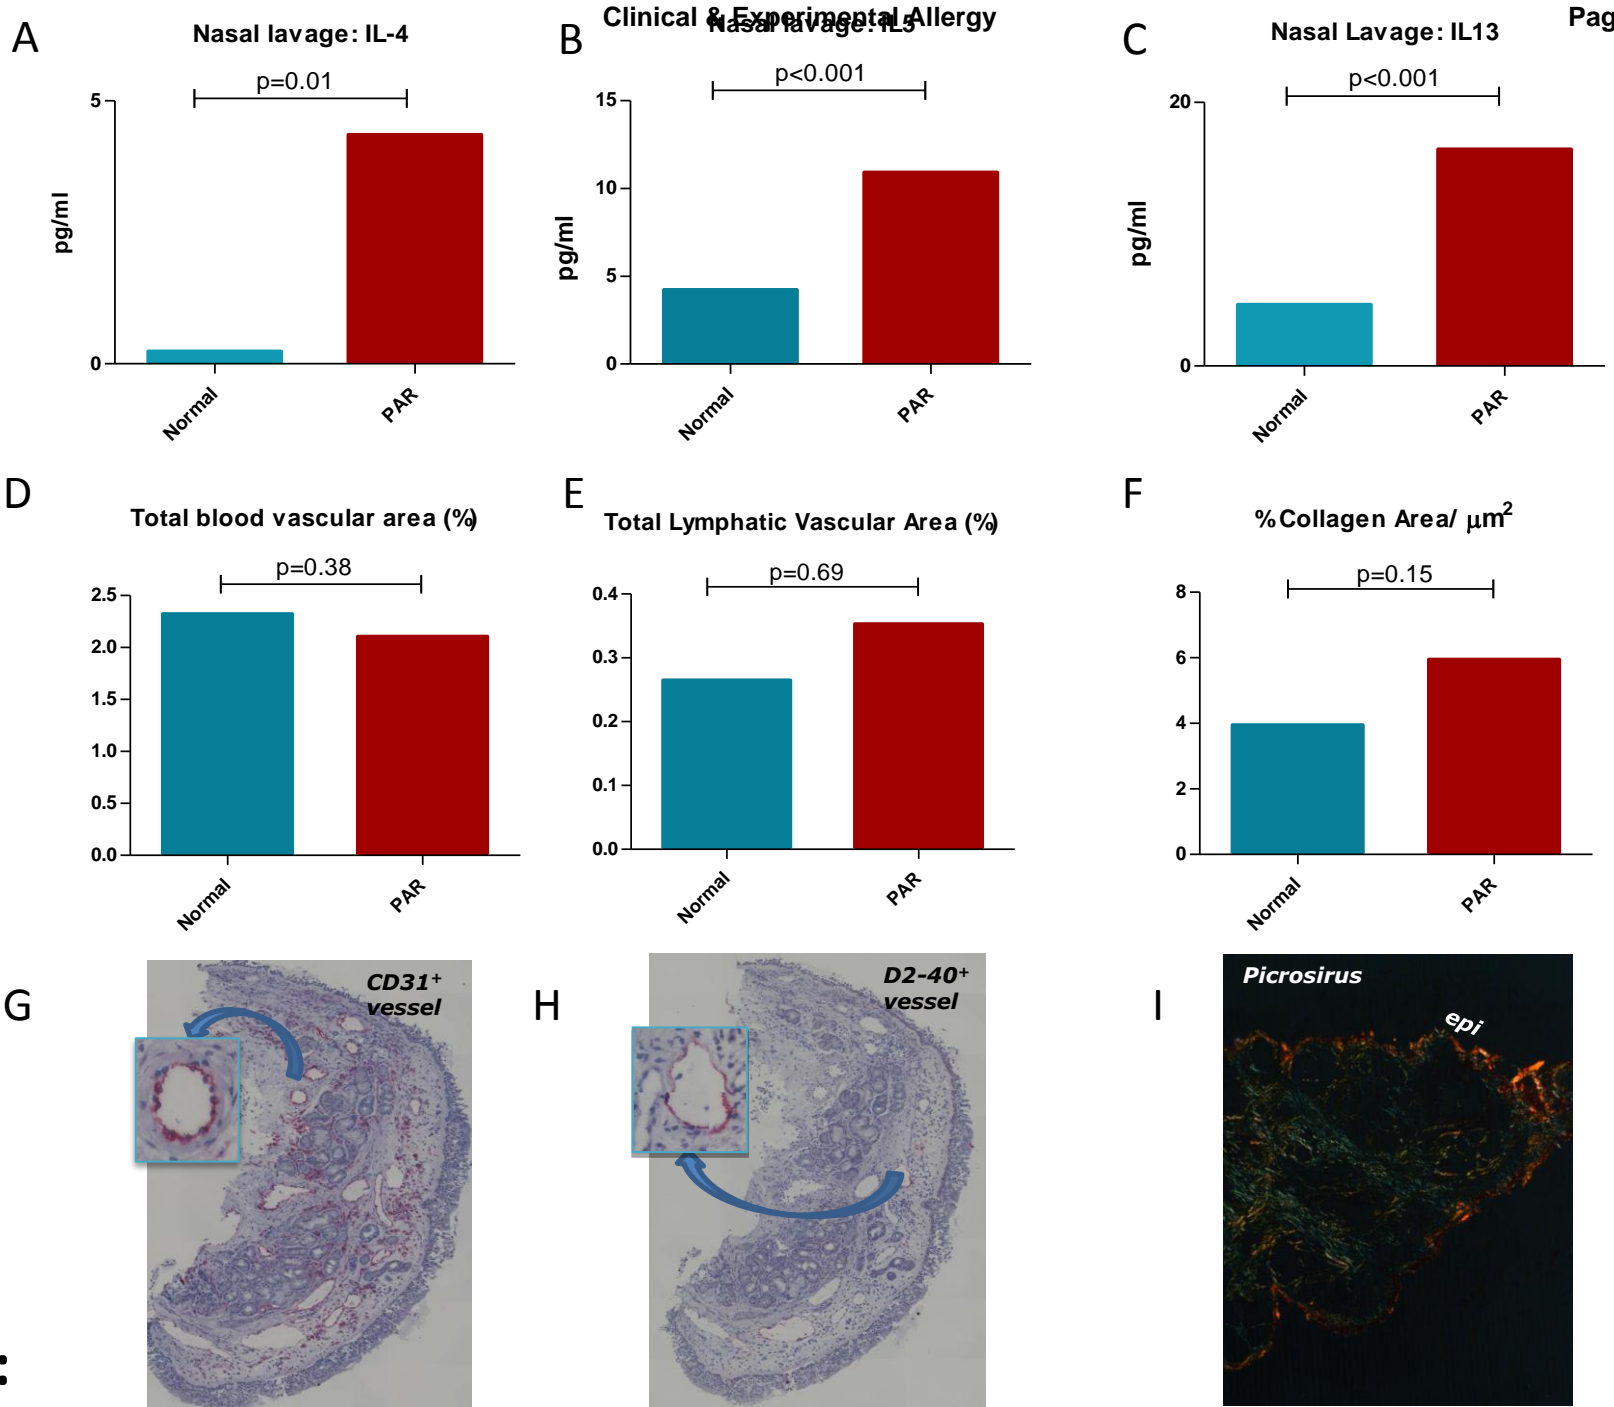 Clinical & Experimental Allergy
Pag
A
Nasal lavage: IL-4
p=0.01
5
0
pg/ml
Normal
PAR
B
Nasal lavage: IL5
p<0.001
15
10
5
0
pg/ml
Normal
PAR
C
Nasal Lavage: IL13
p<0.001
20
0
pg/ml
Normal
PAR
D
Total blood vascular area (%)
p=0.38
2.5
2.0
1.5
1.0
0.5
0.0
Normal
PAR
E
Total Lymphatic Vascular Area (%)
p=0.69
0.4
0.3
0.2
0.1
0.0
Normal
PAR
F
%Collagen Area/ μm²
p=0.15
8
6
4
2
0
Normal
PAR
G
CD31⁺
vessel
H
D2-40⁺
vessel
I
Picrosirus
epi
: